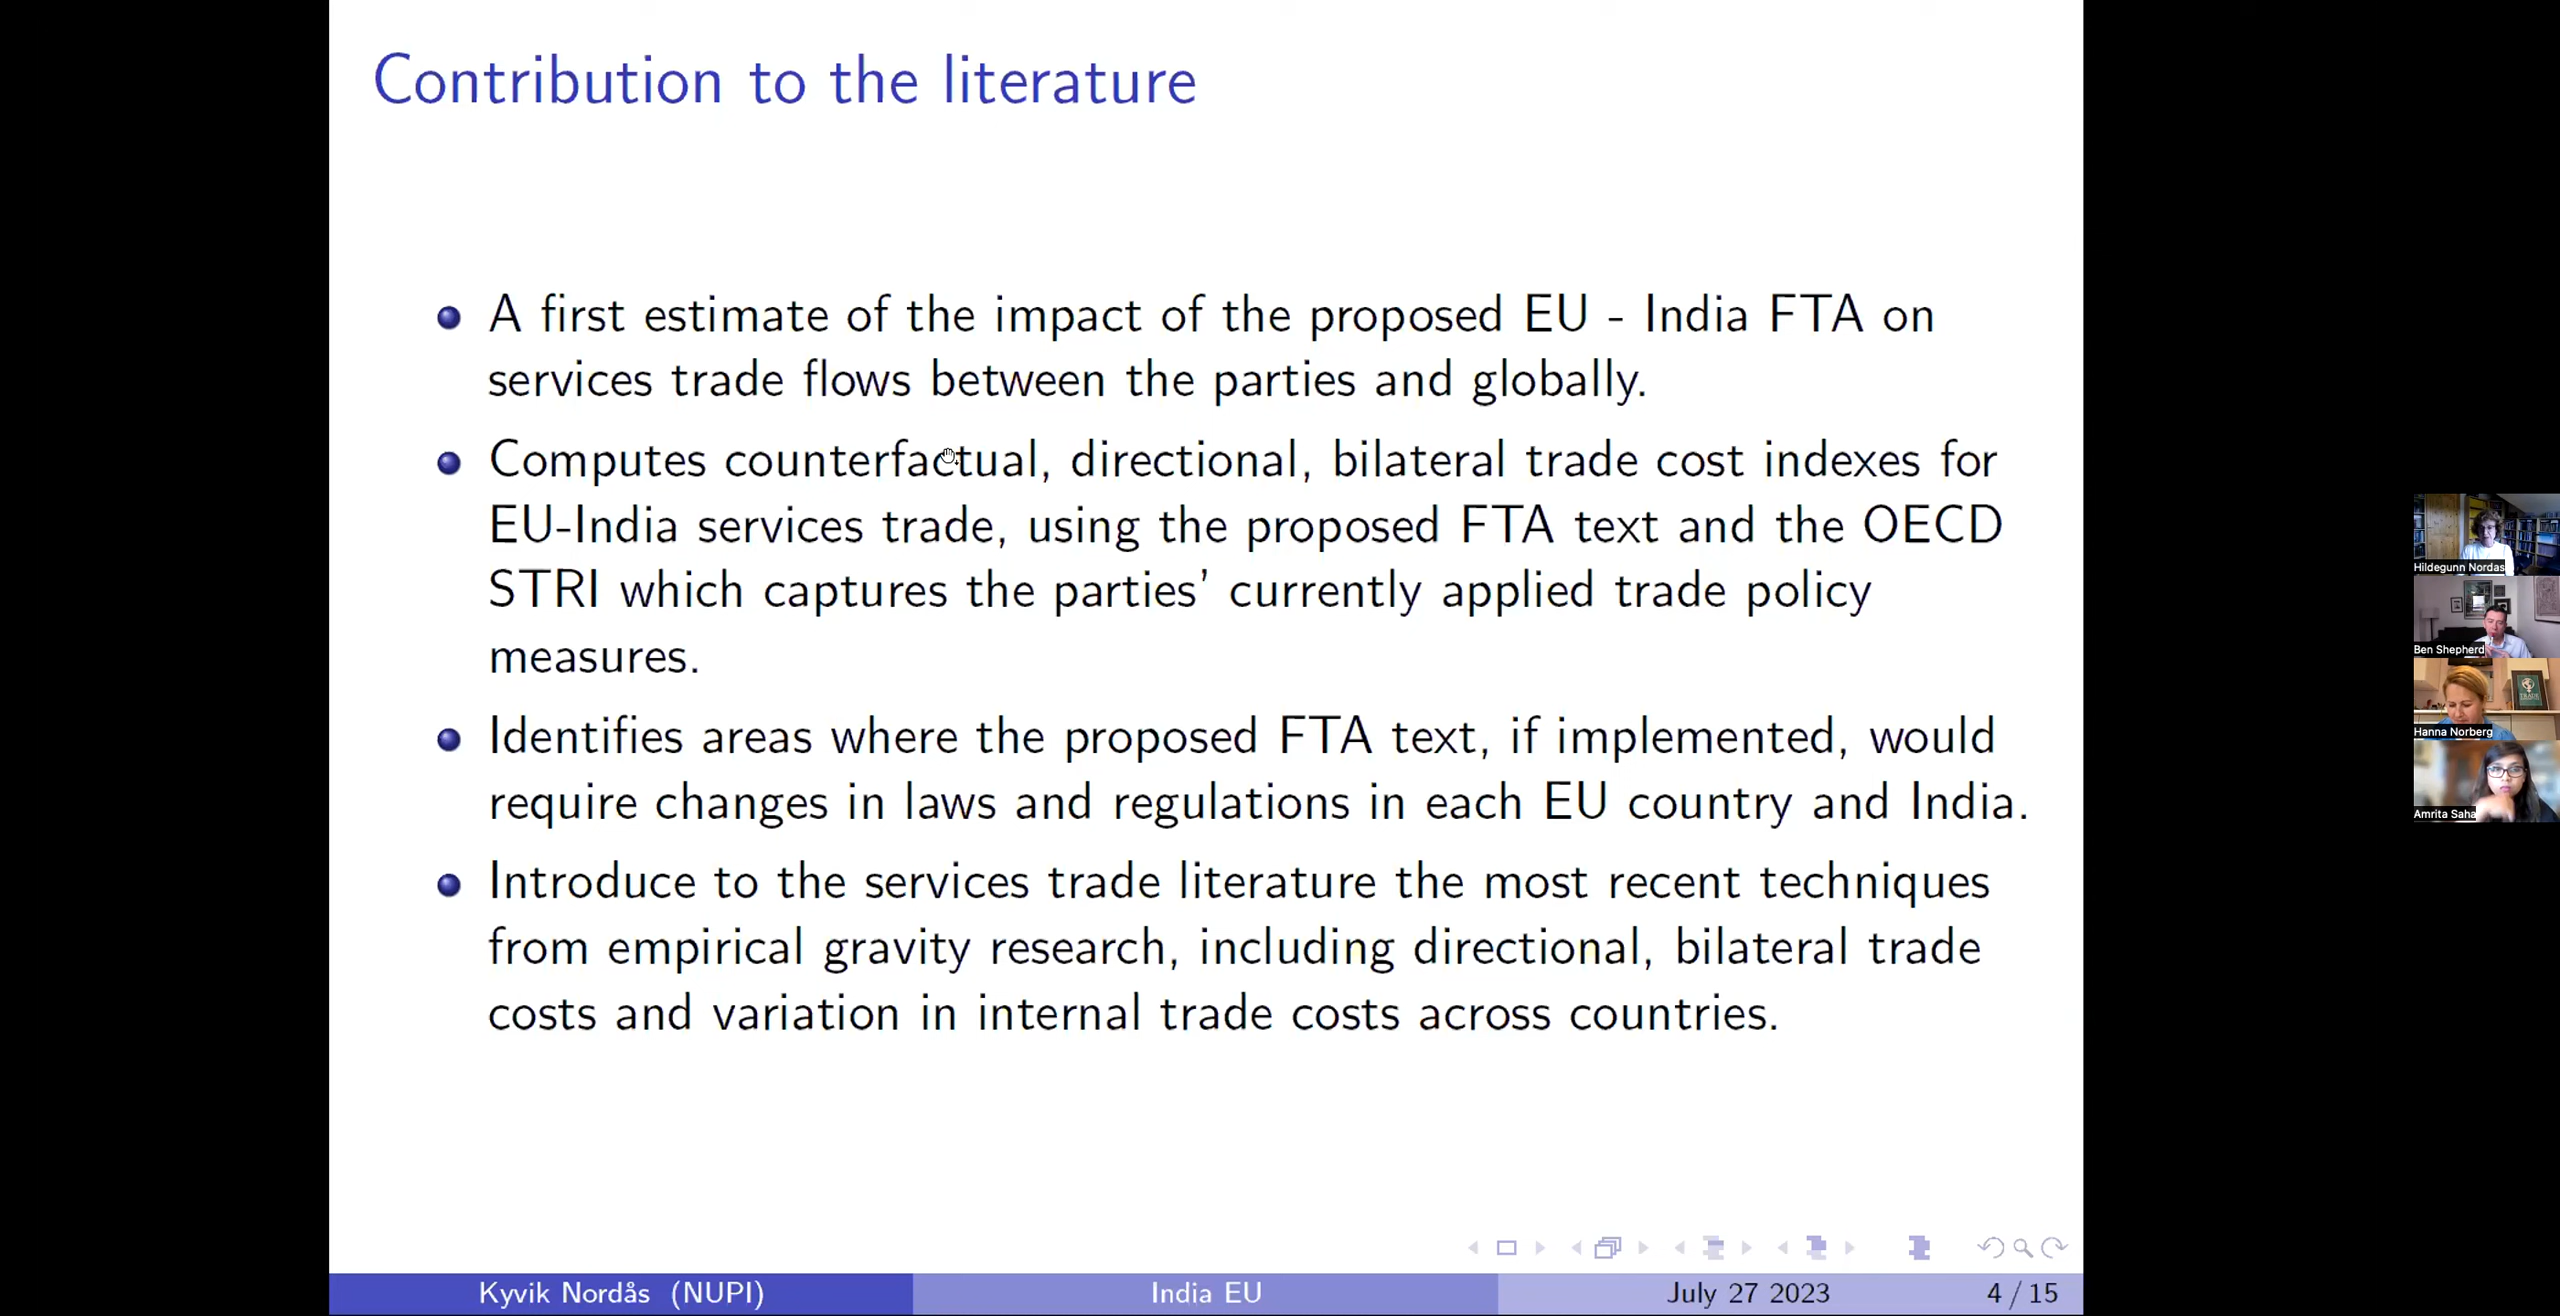 Contribution to the literature
A first estimate of the impact of the proposed EU - India FTA on
services trade flows between the parties and globally.
Computes counterfactual, directional, bilateral trade cost indexes for
EU-India services trade, using the proposed FTA text and the OECD
STRI which captures the parties' currently applied trade policy
measures.
Identifies areas where the proposed FTA text, if implemented, would
require changes in laws and regulations in each EU country and India.
Introduce to the services trade literature the most recent techniques
from empirical gravity research, including directional, bilateral trade
costs and variation in internal trade costs across countries.
Kyvik Nordås (NUPI)
India EU
July 27 2023
4 / 15
Hildegunn Nordas
Ben Shepherd
Hanna Norberg
TRADE
Amrita Saha